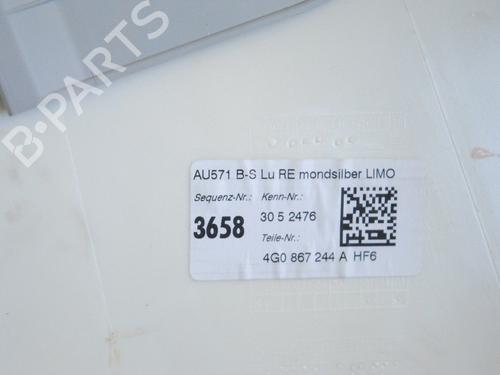 B-PARTS
AU571 B-S Lu RE mondsilber LIMO
Sequenz-Nr.: Kenn-Nr.:
3658 30 5 2476
Teile-Nr.:
4G0 867 244 A HF6